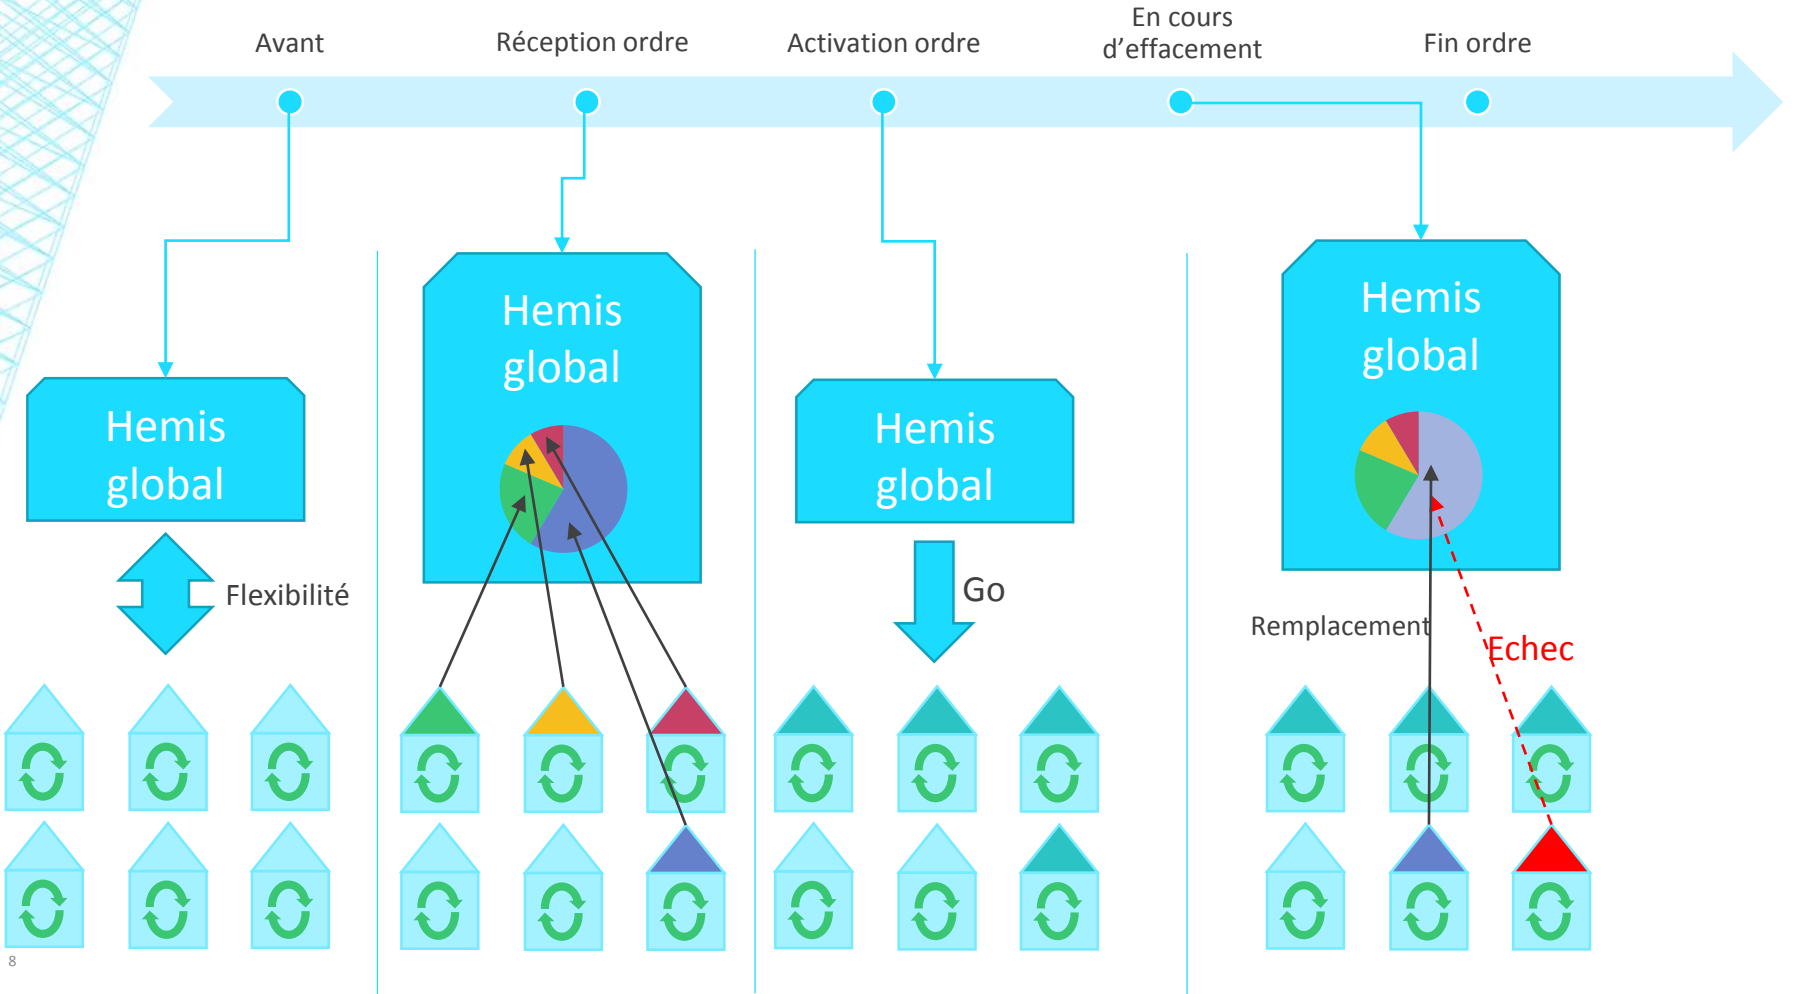 Avant
Réception ordre
Activation ordre
En cours
d’effacement
Fin ordre
Hemis
global
Flexibilité
Hemis
global
Hemis
global
Go
Hemis
global
Remplacement
Echec
8